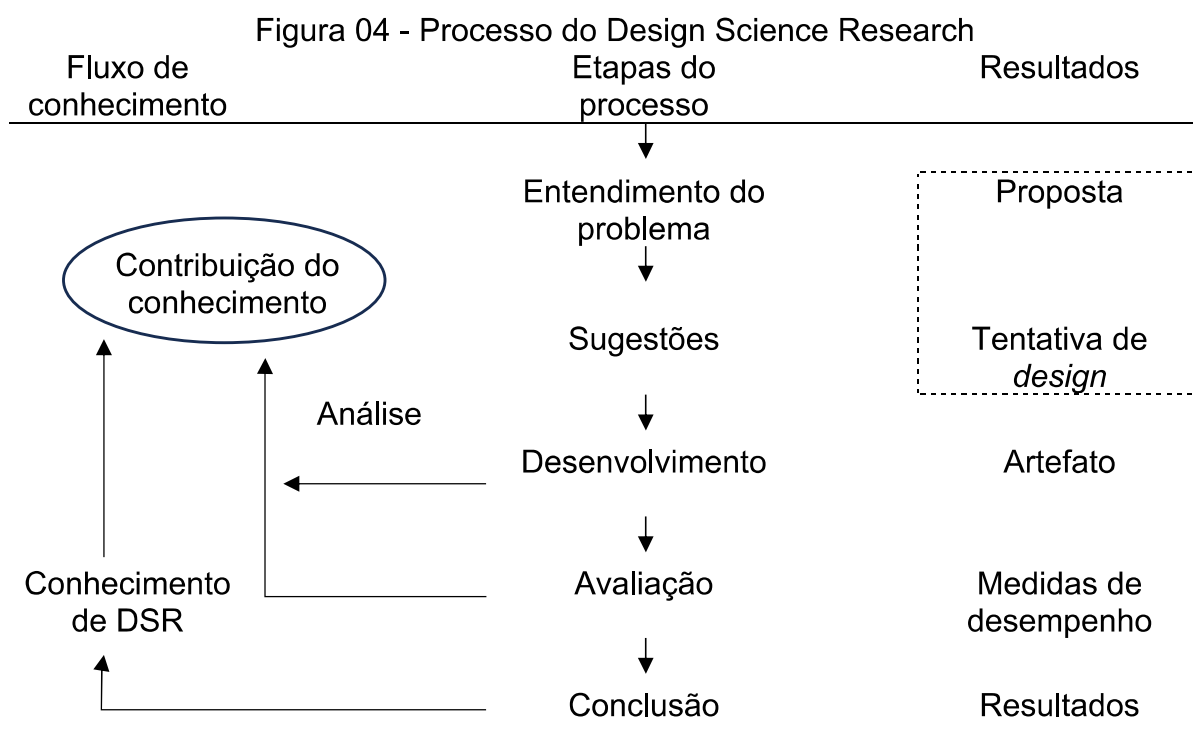 Figura 04 - Processo do Design Science Research
Fluxo de
conhecimento
Etapas do
processo
Resultados
Entendimento do
problema
Proposta
Contribuição do
conhecimento
Sugestões
Tentativa de
design
Análise
Desenvolvimento
Artefato
Conhecimento
de DSR
Avaliação
Medidas de
desempenho
Conclusão
Resultados